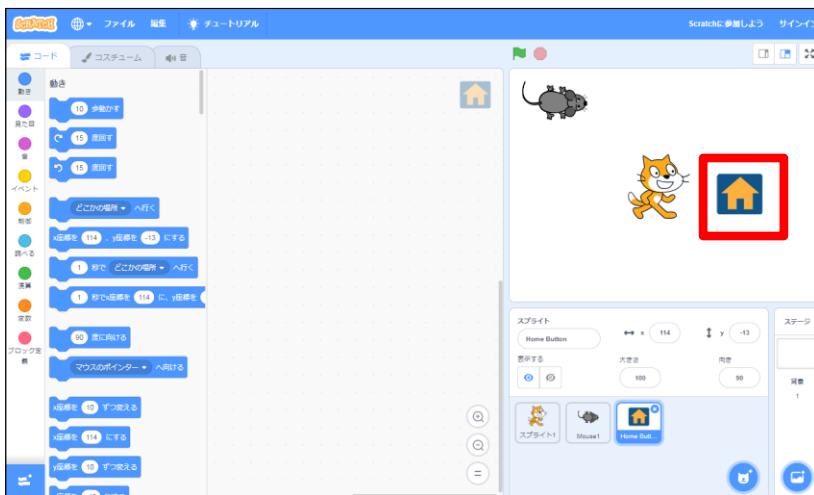 SCRATCH ファイル 編集 チュートリアル Scratchに参加しよう サインイン
コード コスチューム 音
動き
見た目
音
イベント
制御
調べる
演算
変数
ブロック定義
動き
10 歩動かす
15 度回す
15 度回す
どこかの場所 へ行く
x座標を 114 、y座標を -13 にする
1 秒で どこかの場所 へ行く
1 秒でx座標を 114 に、y座標を
90 度に向ける
マウスのポインター へ向ける
x座標を 10 ずつ変える
x座標を 114 にする
y座標を 10 ずつ変える
スプライト
Home Button x 114 y -13
表示する 大きさ 向き
100 90
スプライト1 Mouse1 Home Butt...
ステージ
背景
1